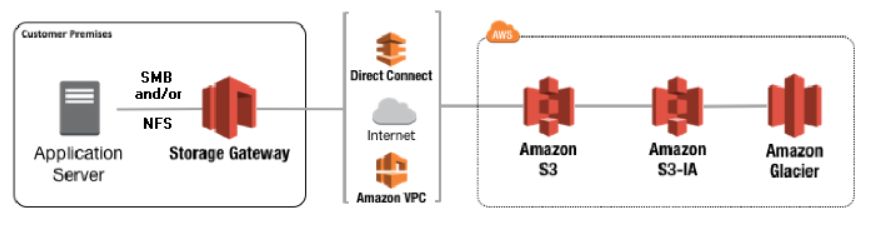 Customer Premises
SMB
and/or
NFS
Application
Server
Storage Gateway
Direct Connect
Internet
Amazon VPC
AWS
Amazon
S3
Amazon
S3-IA
Amazon
Glacier